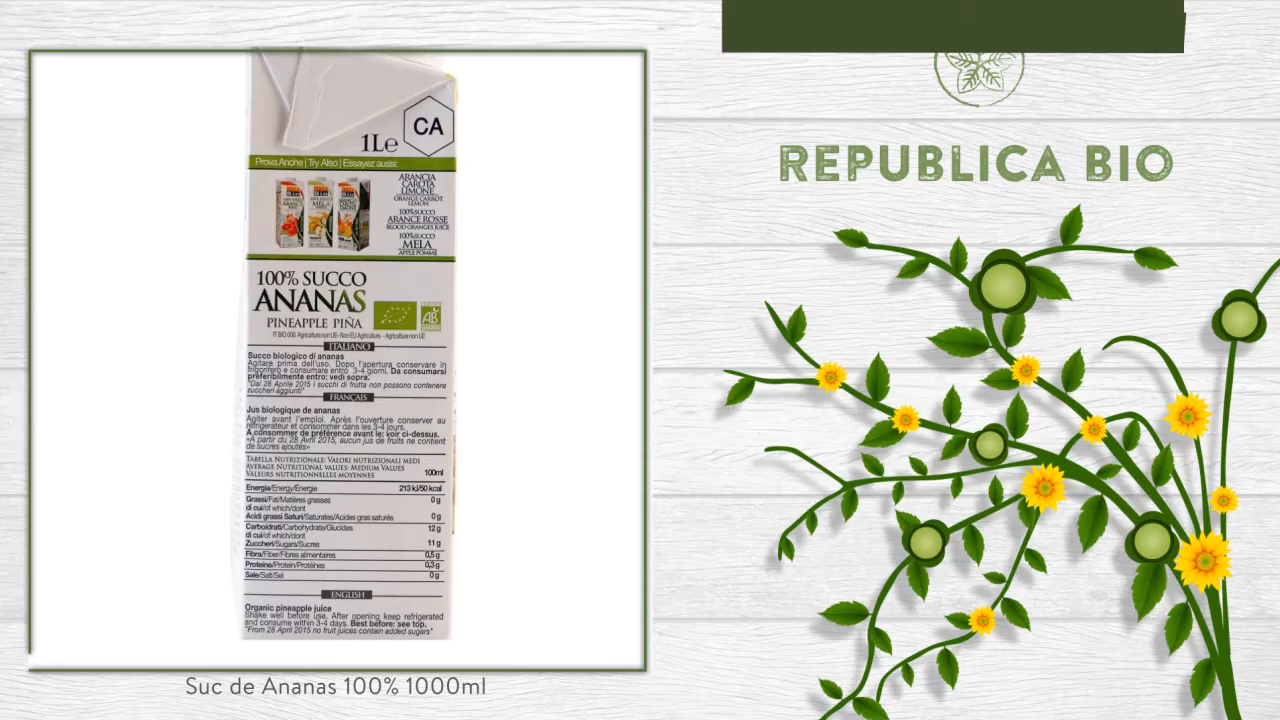 CA
1Le
Prova Anche | Try Also | Essayez aussi:
ARANCIA
CAROTA
LIMONE
ORANGE CARROT
LEMON
100%SUCCO
ARANCE ROSSE
BLOOD ORANGES JUICE
100%SUCCO
MELA
APPLE POMME
100% SUCCO
ANANAS
PINEAPPLE PIÑA
AB
IT BIO 006 Agricoltura non UE- Non EU Agriculture - Agriculture non UE
ITALIANO
Succo biologico di ananas
Agitare prima dell'uso. Dopo l'apertura conservare in
frigorifero e consumare entro 3-4 giorni. Da consumarsi
preferibilmente entro: vedi sopra.
"Dal 28 Aprile 2015 i succhi di frutta non possono contenere
zuccheri aggiunti"
FRANÇAIS
Jus biologique de ananas
Agiter avant l'emploi. Après l'ouverture conserver au
réfrigerateur et consommer dans les 3-4 jours.
A consommer de préférence avant le: voir ci-dessus.
«A partir du 28 Avril 2015, aucun jus de fruits ne contient
de sucres ajoutés»
TABELLA NUTRIZIONALE: VALORI NUTRIZIONALI MEDI
AVERAGE NUTRITIONAL VALUES: MEDIUM VALUES
VALEURS NUTRITIONNELLES MOYENNES 100ml
Energia/Energy/Énergie 213 kJ/50 kcal
Grassi/Fat/Matières grasses 0 g
di cui/of which/dont
Acidi grassi Saturi/Saturates/Acides gras saturés 0 g
Carboidrati/Carbohydrate/Glucides 12 g
di cui/of which/dont
Zuccheri/Sugars/Sucres 11 g
Fibra/Fiber/Fibres alimentaires 0,5 g
Proteine/Protein/Protéines 0,3 g
Sale/Salt/Sel 0 g
ENGLISH
Organic pineapple juice
Shake well before use. After opening keep refrigerated
and consume within 3-4 days. Best before: see top.
"From 28 April 2015 no fruit juices contain added sugars"
Suc de Ananas 100% 1000ml
REPUBLICA BIO